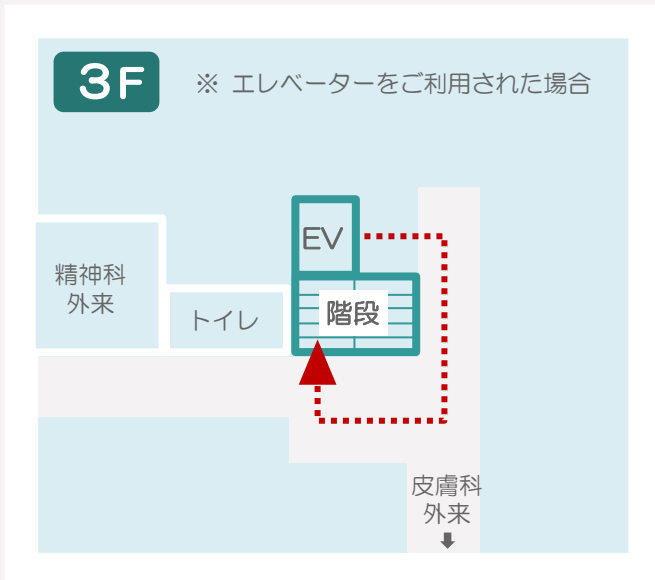 3F
※ エレベーターをご利用された場合
EV
精神科
外来
トイレ
階段
皮膚科
外来